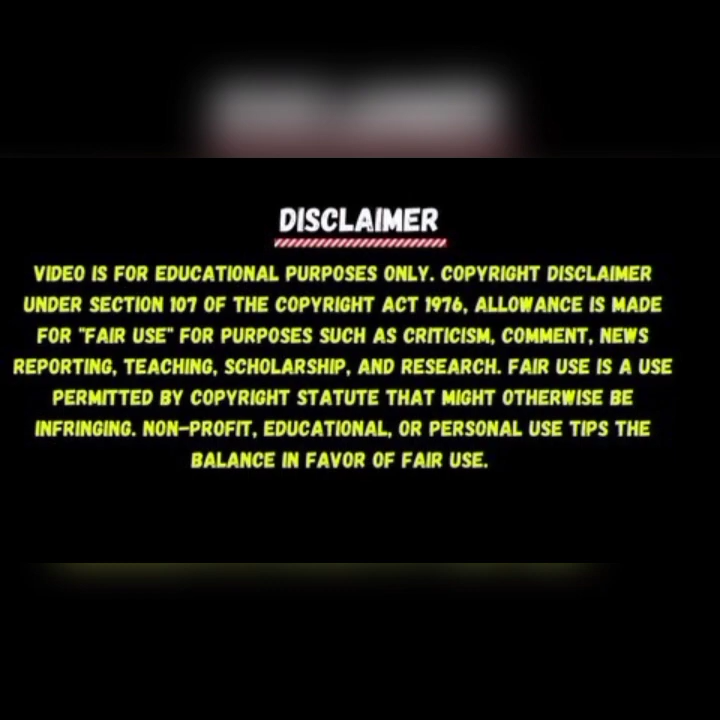 DISCLAIMER
VIDEO IS FOR EDUCATIONAL PURPOSES ONLY. COPYRIGHT DISCLAIMER
UNDER SECTION 107 OF THE COPYRIGHT ACT 1976, ALLOWANCE IS MADE
FOR "FAIR USE" FOR PURPOSES SUCH AS CRITICISM, COMMENT, NEWS
REPORTING, TEACHING, SCHOLARSHIP, AND RESEARCH. FAIR USE IS A USE
PERMITTED BY COPYRIGHT STATUTE THAT MIGHT OTHERWISE BE
INFRINGING. NON-PROFIT, EDUCATIONAL, OR PERSONAL USE TIPS THE
BALANCE IN FAVOR OF FAIR USE.